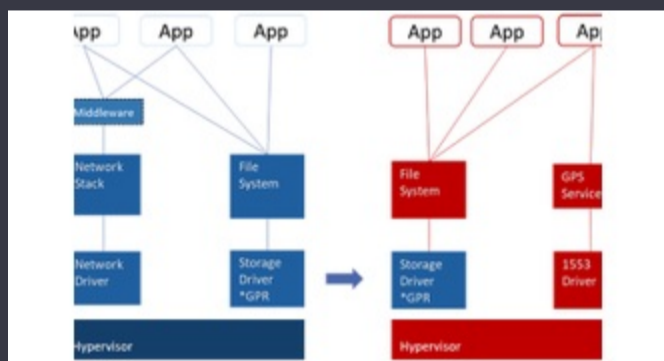 App
App
App
App
App
App
Middleware
Network
Stack
File
System
File
System
GPS
Service
Network
Driver
Storage
Driver
*GPR
Storage
Driver
*GPR
1553
Driver
Hypervisor
Hypervisor